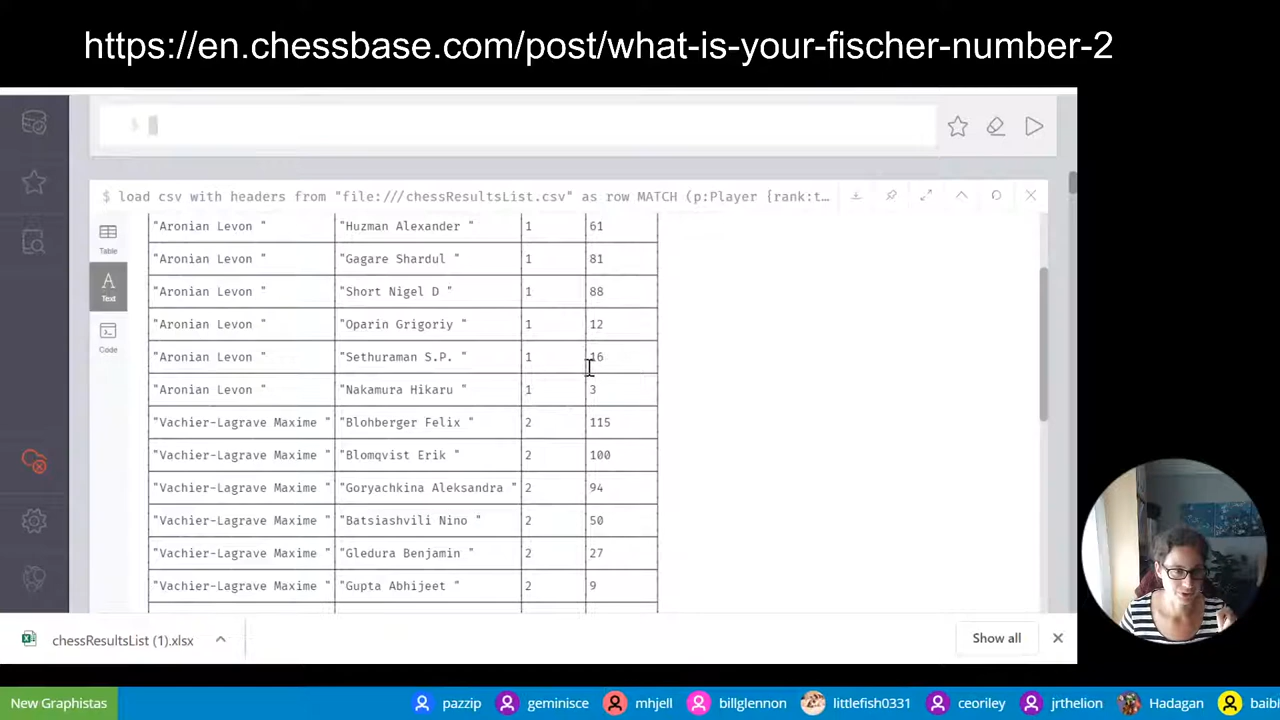 https://en.chessbase.com/post/what-is-your-fischer-number-2
$
$ load csv with headers from "file:///chessResultsList.csv" as row MATCH (p:Player {rank:t…
Table
Text
Code
"Aronian Levon " "Huzman Alexander " 1 61
"Aronian Levon " "Gagare Shardul " 1 81
"Aronian Levon " "Short Nigel D " 1 88
"Aronian Levon " "Oparin Grigoriy " 1 12
"Aronian Levon " "Sethuraman S.P. " 1 16
"Aronian Levon " "Nakamura Hikaru " 1 3
"Vachier-Lagrave Maxime " "Blohberger Felix " 2 115
"Vachier-Lagrave Maxime " "Blomqvist Erik " 2 100
"Vachier-Lagrave Maxime " "Goryachkina Aleksandra " 2 94
"Vachier-Lagrave Maxime " "Batsiashvili Nino " 2 50
"Vachier-Lagrave Maxime " "Gledura Benjamin " 2 27
"Vachier-Lagrave Maxime " "Gupta Abhijeet " 2 9
chessResultsList (1).xlsx Show all
New Graphistas pazzip geminisce mhjell billglennon littlefish0331 ceoriley jrthelion Hadagan baibi